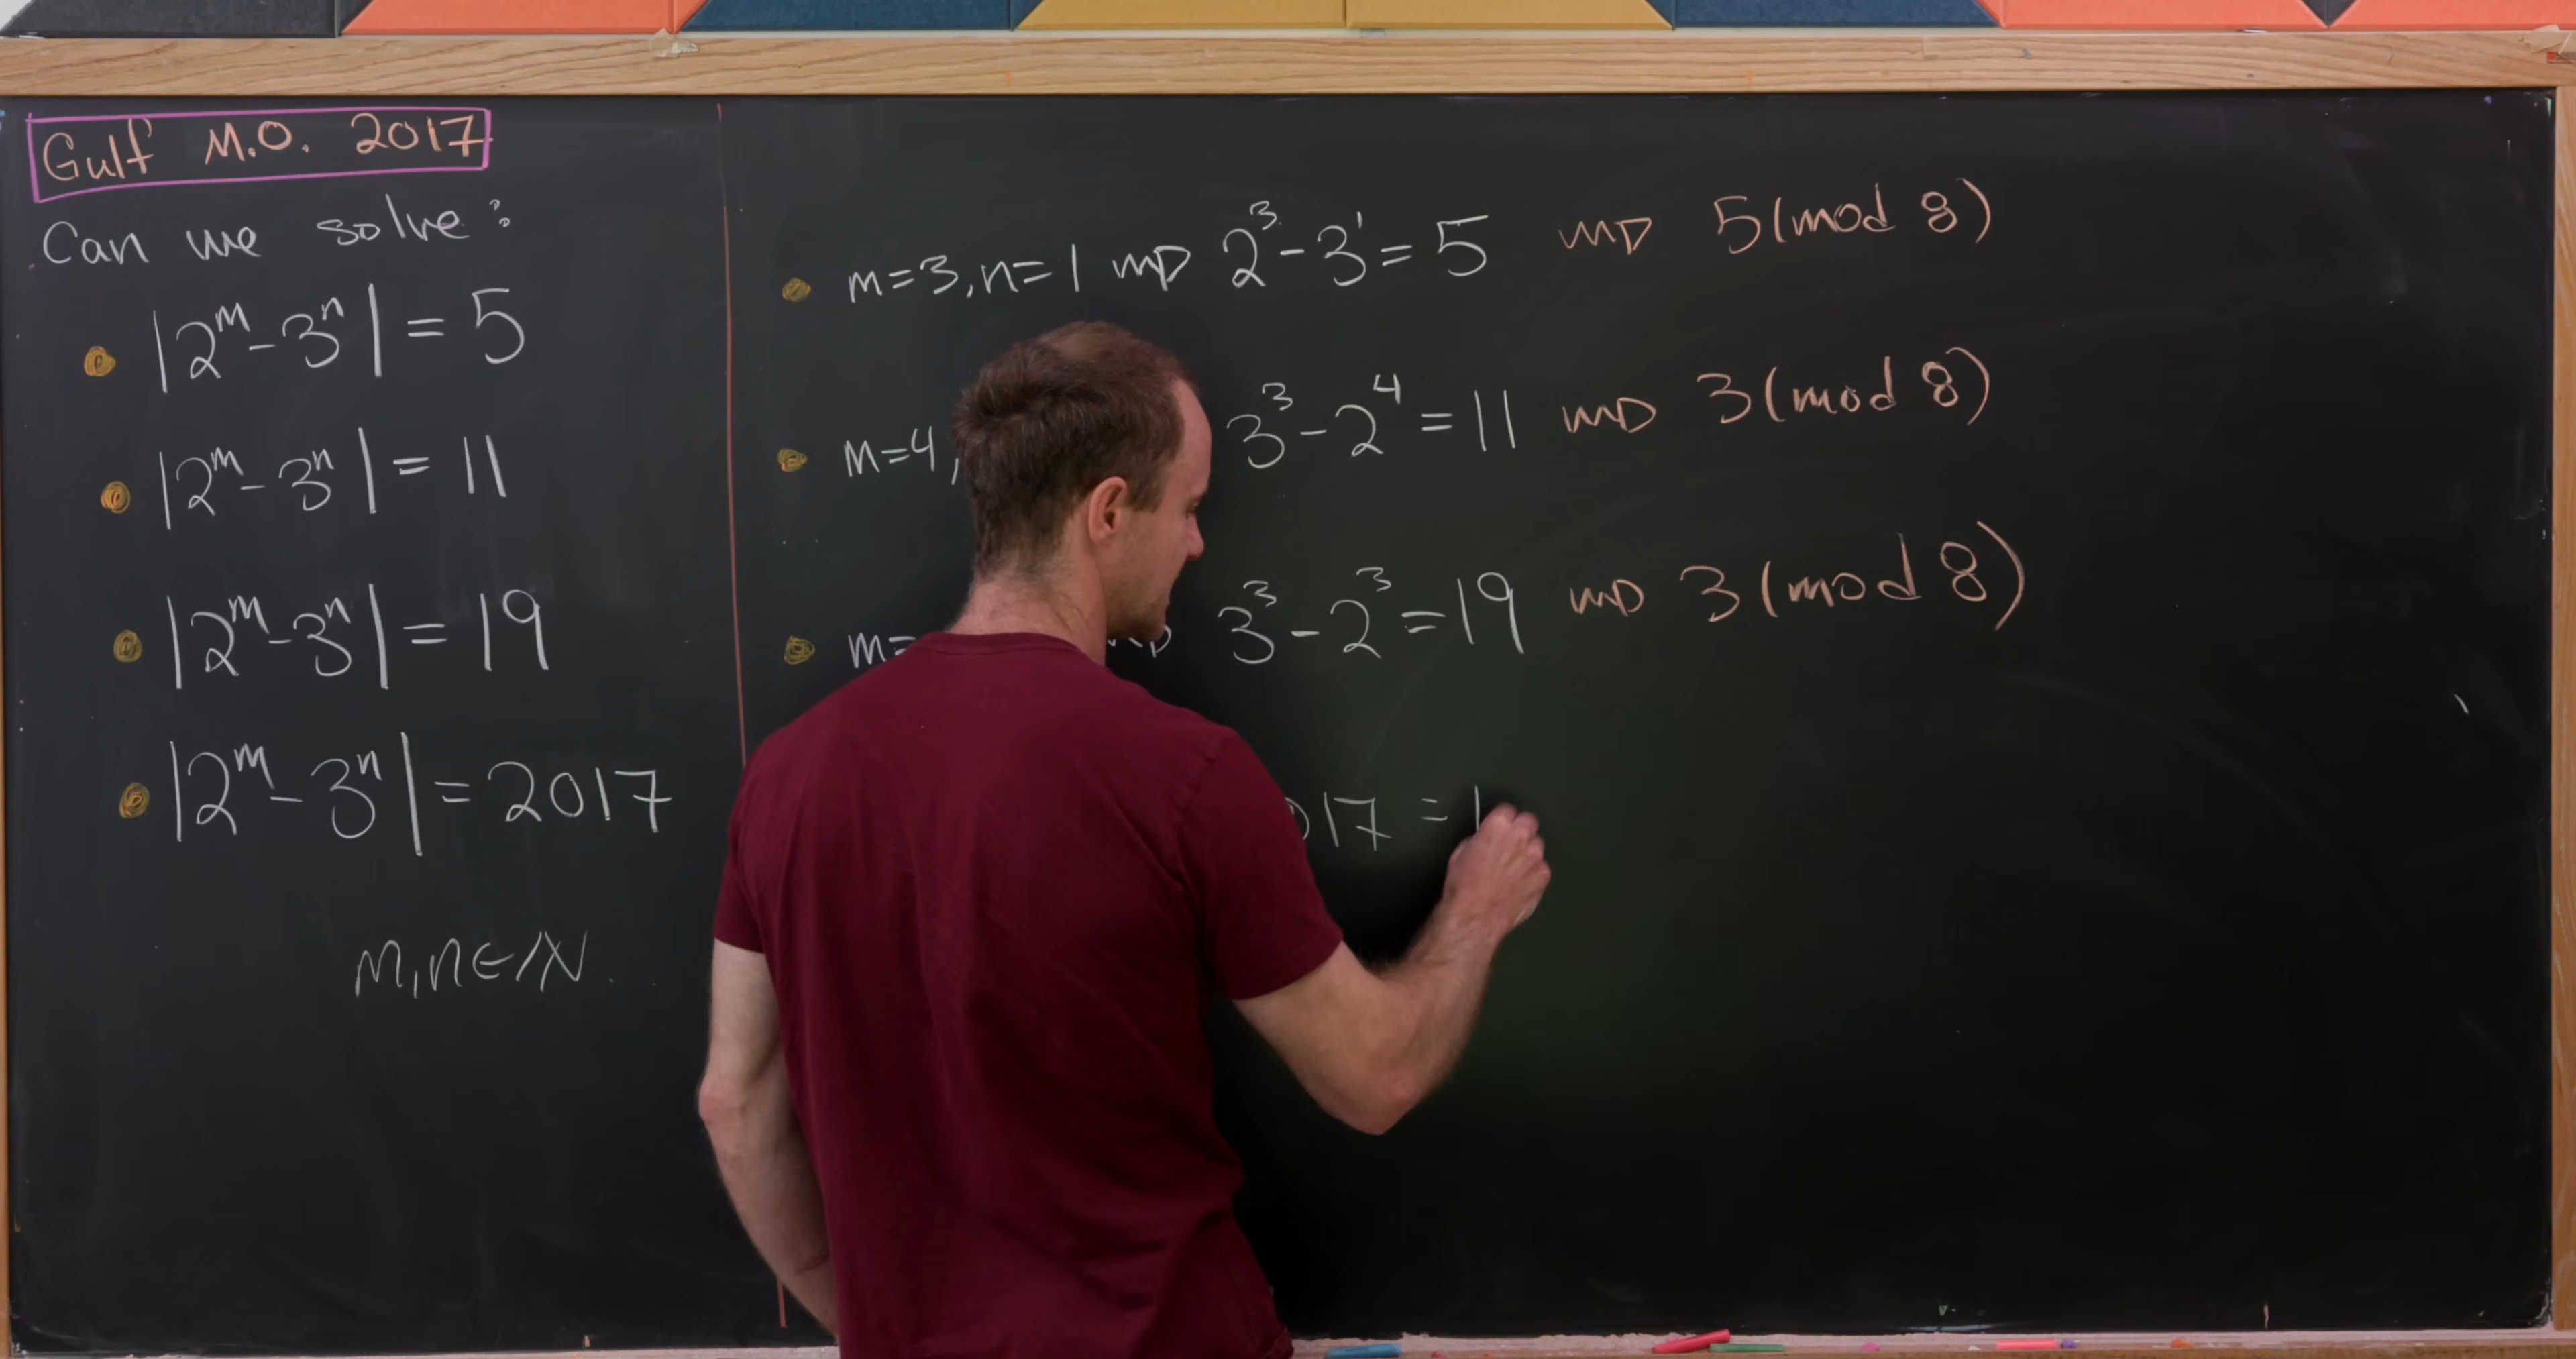 Gulf M.O. 2017
Can we solve:
• |2^m - 3^n| = 5
• |2^m - 3^n| = 11
• |2^m - 3^n| = 19
• |2^m - 3^n| = 2017
m,n∈ℕ.
• m=3,n=1 ⇝ 2^3 - 3^1 = 5 ⇝ 5(mod 8)
• m=4, 3^3 - 2^4 = 11 ⇝ 3(mod 8)
• m= 3^3 - 2^3 = 19 ⇝ 3(mod 8)
017 = 1